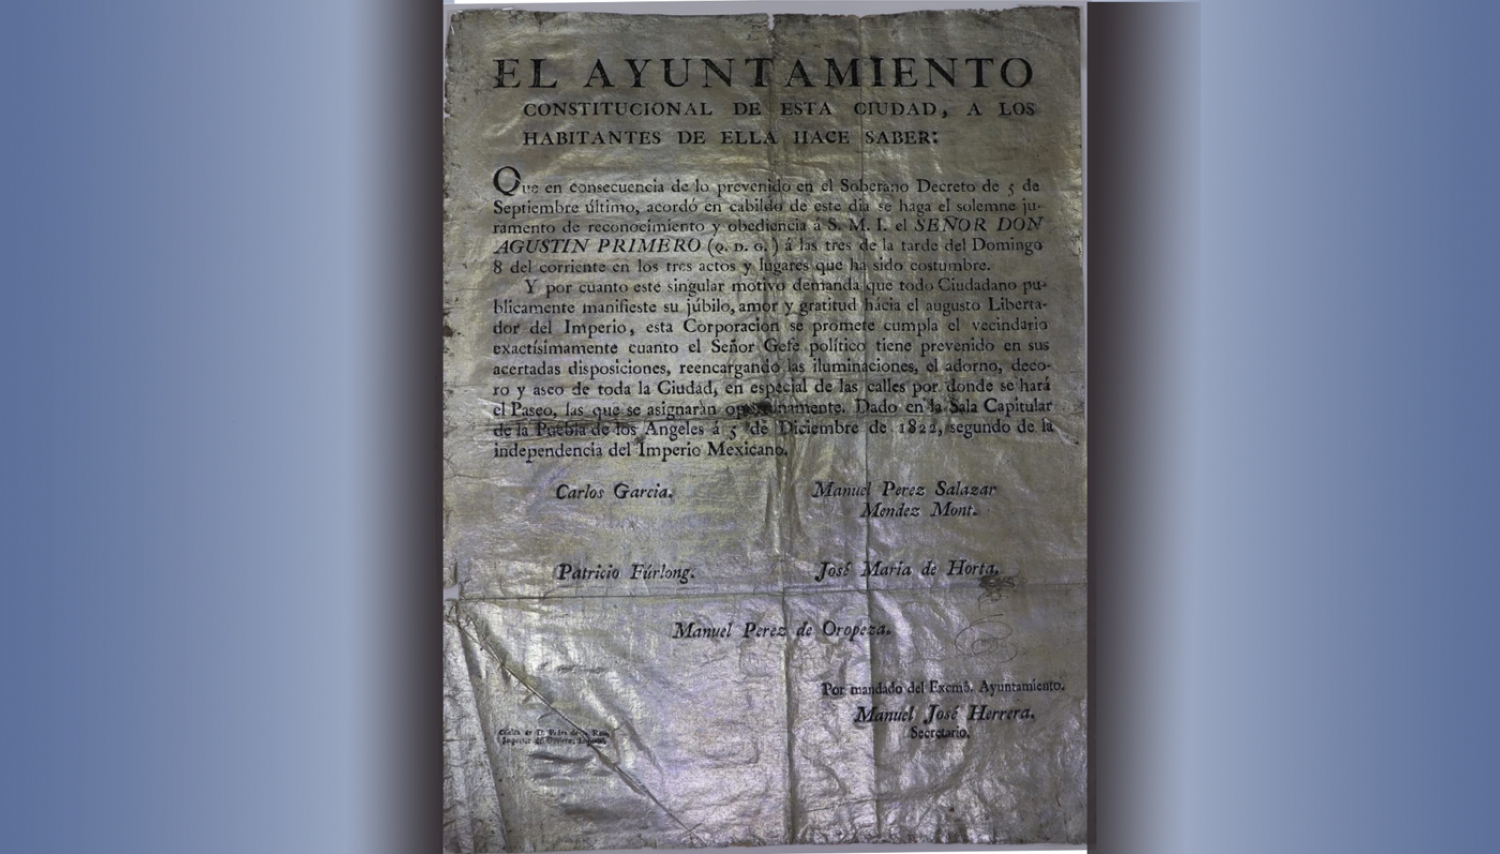 EL AYUNTAMIENTO
CONSTITUCIONAL DE ESTA CIUDAD, A LOS
HABITANTES DE ELLA HACE SABER:
Que en consecuencia de lo prevenido en el Soberano Decreto de 5 de
Septiembre último, acordó en cabildo de este dia se haga el solemne ju-
ramento de reconocimiento y obediencia á S. M. I. el SEÑOR DON
AGUSTIN PRIMERO (Q. D. G.) á las tres de la tarde del Domingo
8 del corriente en los tres actos y lugares que ha sido costumbre.
Y por cuanto este singular motivo demanda que todo Ciudadano pu-
blicamente manifieste su júbilo, amor y gratitud hácia el augusto Liberta-
dor del Imperio, esta Corporacion se promete cumpla el vecindario
exactísimamente cuanto el Señor Gefe político tiene prevenido en sus
acertadas disposiciones, reencargando las iluminaciones, el adorno, deco-
ro y aseo de toda la Ciudad, en especial de las calles por donde se hará
el Paseo, las que se asignaràn oportunamente. Dado en la Sala Capitular
de la Puebla de los Angeles á 5 de Diciembre de 1822, segundo de la
independencia del Imperio Mexicano.
Carlos Garcia. Manuel Perez Salazar
Mendez Mont.
Patricio Fúrlong. José María de Horta.
Manuel Perez de Oropeza.
Por mandado del Excmô. Ayuntamiento.
Manuel José Herrera.
Secretario.